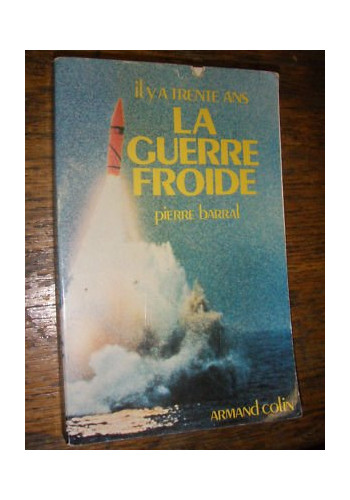 il y a trente ans
LA
GUERRE
FROIDE
pierre barral
ARMAND colin